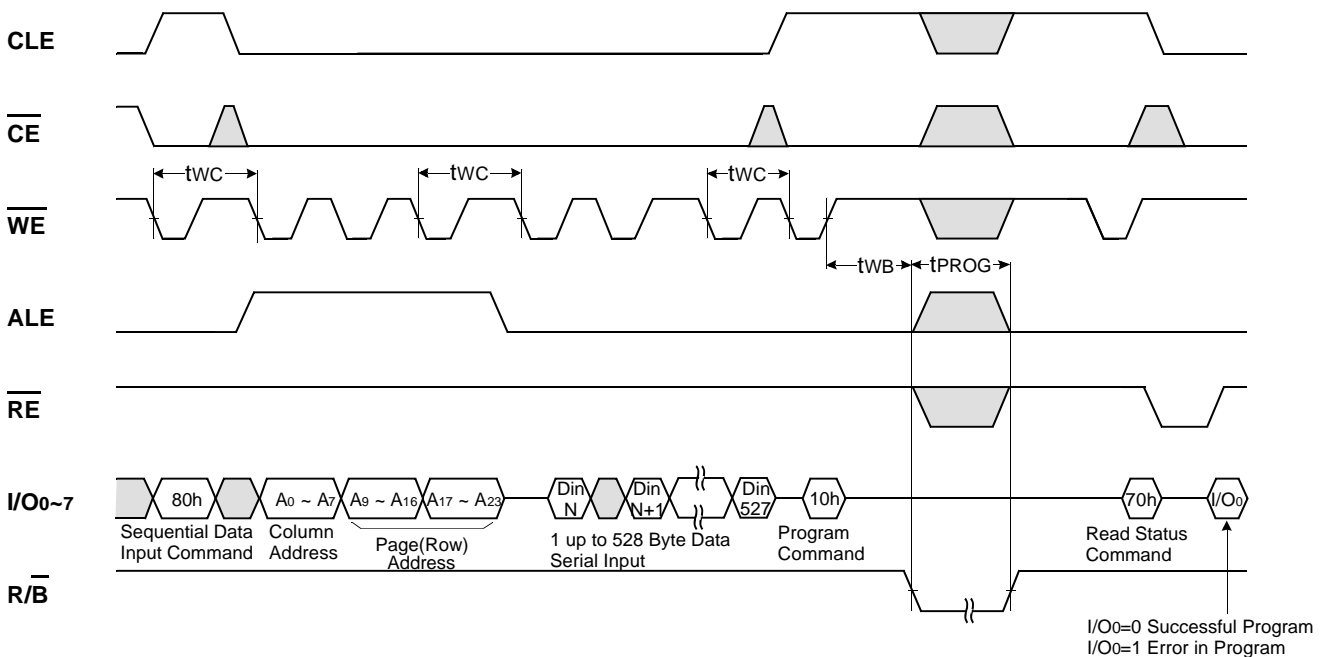 CLE
CE
tWC
tWC
tWC
WE
tWB
tPROG
ALE
RE
I/O0~7
80h
A0 ~ A7
A9 ~ A16
A17 ~ A23
Din
N
Din
N+1
Din
527
10h
70h
I/O0
Sequential Data
Input Command
Column
Address
Page(Row)
Address
1 up to 528 Byte Data
Serial Input
Program
Command
Read Status
Command
R/B
I/O0=0 Successful Program
I/O0=1 Error in Program